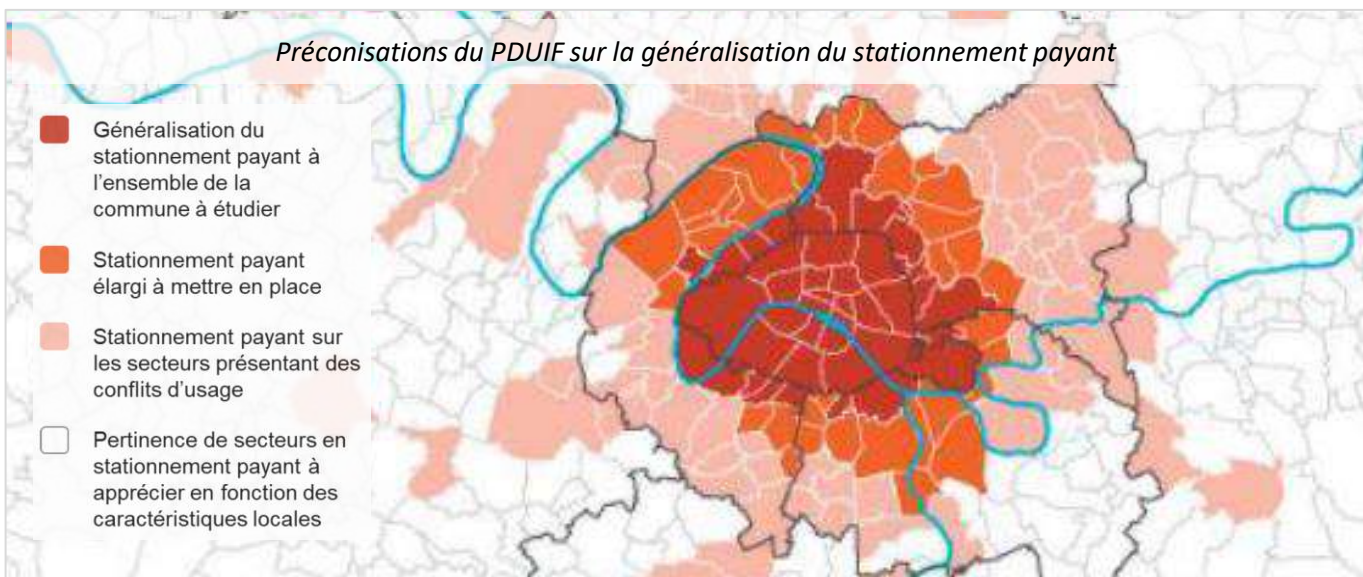 Préconisations du PDUIF sur la généralisation du stationnement payant
Généralisation du
stationnement payant à
l’ensemble de la
commune à étudier
Stationnement payant
élargi à mettre en place
Stationnement payant sur
les secteurs présentant des
conflits d’usage
Pertinence de secteurs en
stationnement payant à
apprécier en fonction des
caractéristiques locales